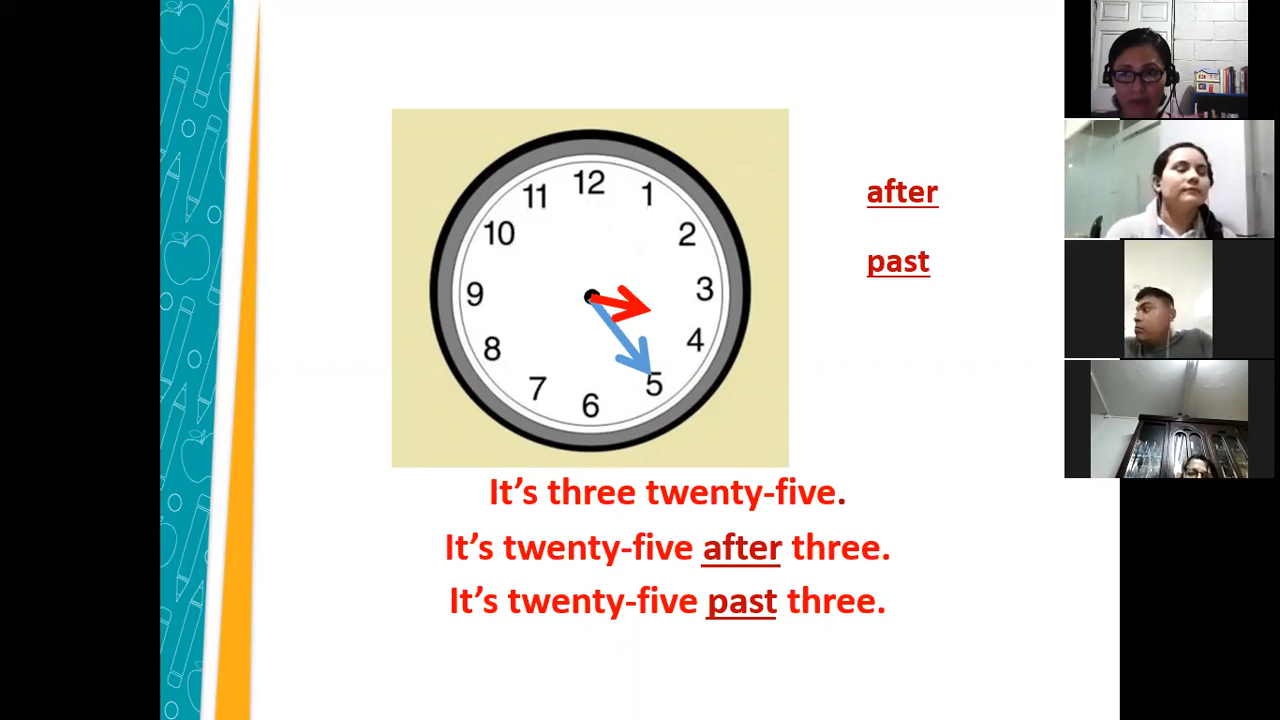 12
11
1
10
2
9
3
8
4
7
5
6
after
past
It's three twenty-five.
It's twenty-five after three.
It's twenty-five past three.